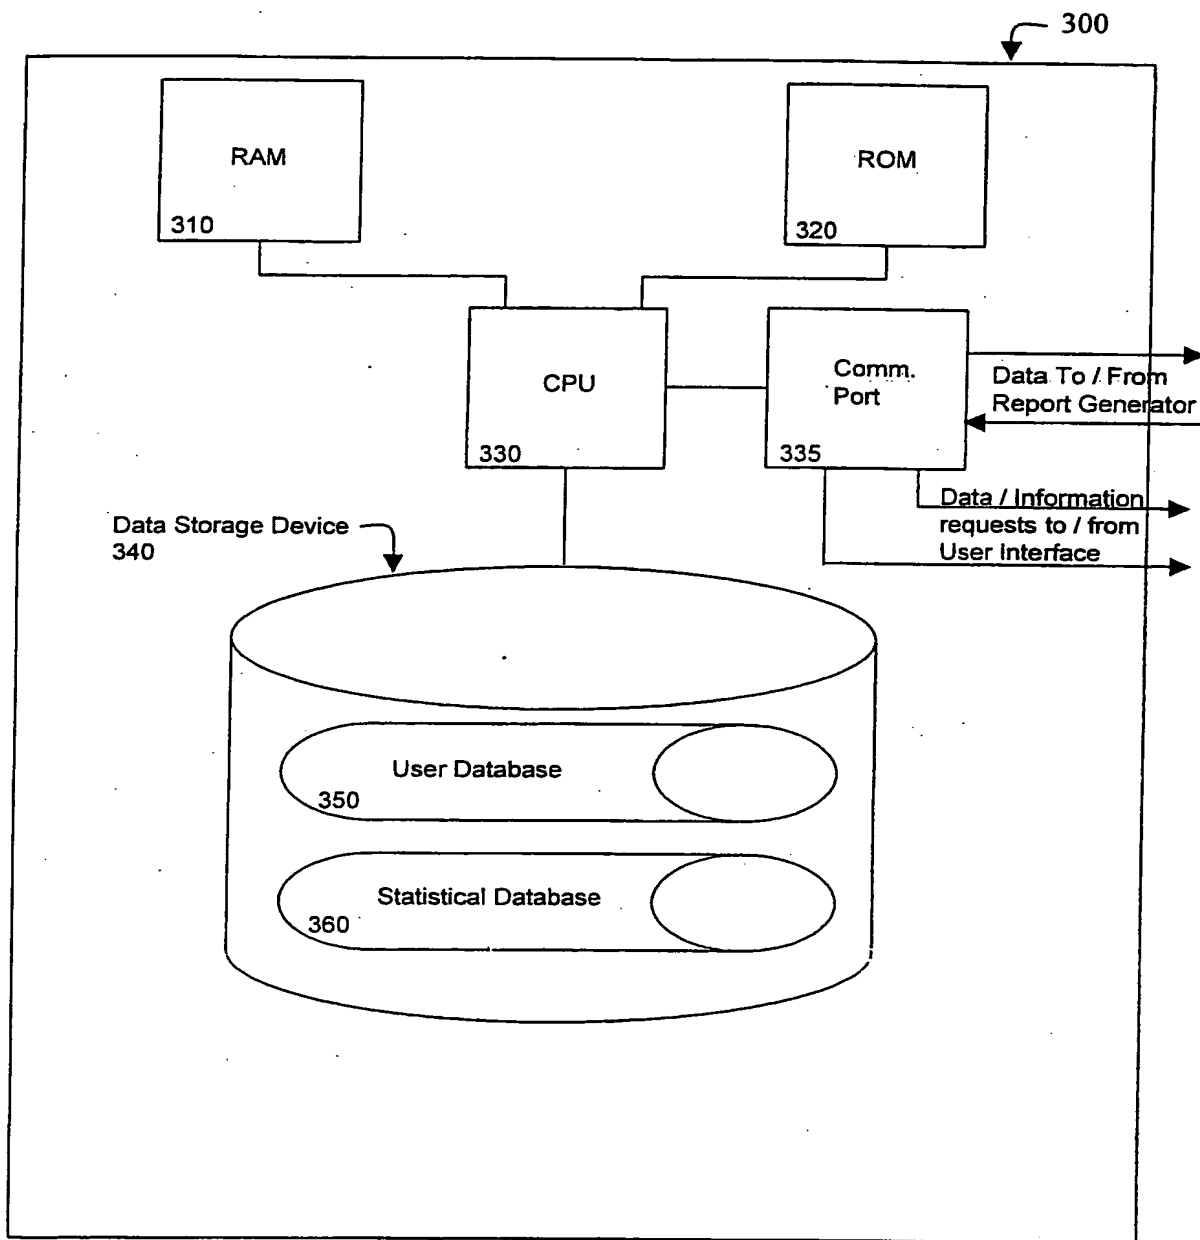 300
RAM
310
ROM
320
CPU
330
Comm.
Port
335
Data To / From
Report Generator
Data / Information
requests to / from
User Interface
Data Storage Device
340
User Database
350
Statistical Database
360